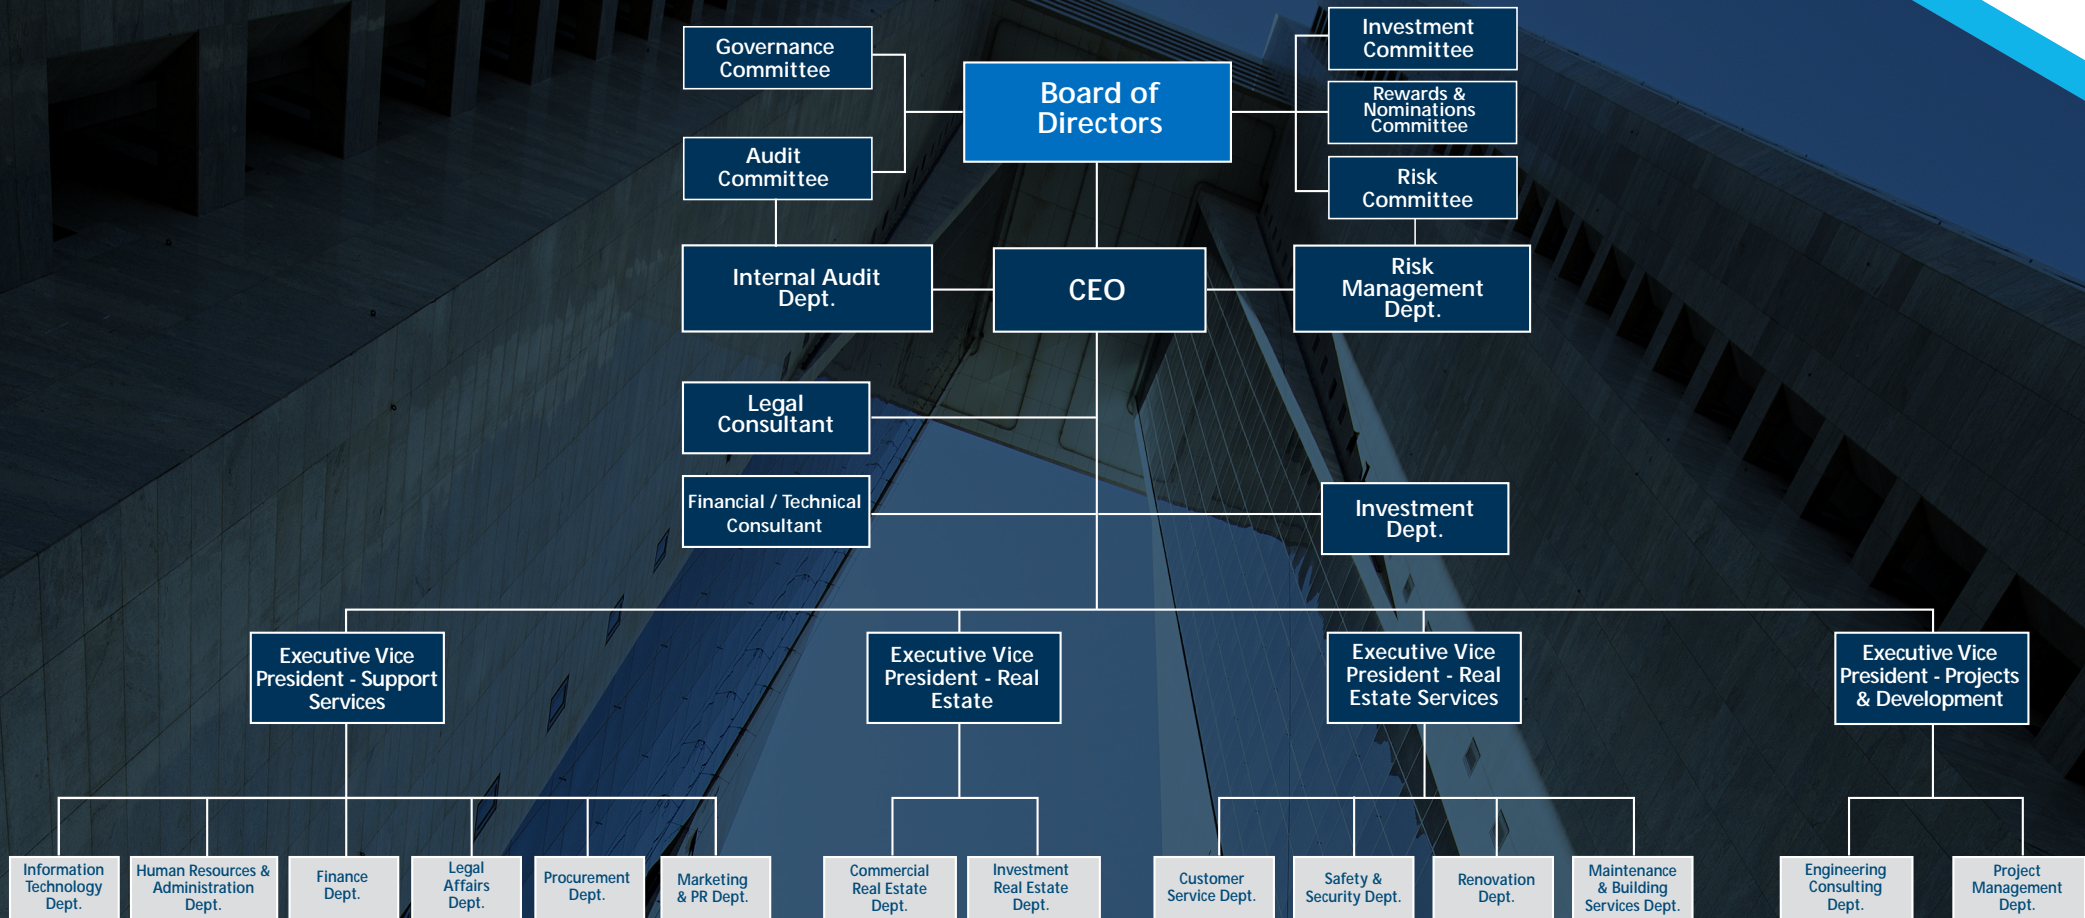 Governance
Committee
Audit
Committee
Board of
Directors
Investment
Committee
Rewards &
Nominations
Committee
Risk
Committee
Internal Audit
Dept.
CEO
Risk
Management
Dept.
Legal
Consultant
Financial / Technical
Consultant
Investment
Dept.
Executive Vice
President - Support
Services
Executive Vice
President - Real
Estate
Executive Vice
President - Real
Estate Services
Executive Vice
President - Projects
& Development
Information
Technology
Dept.
Human Resources &
Administration
Dept.
Finance
Dept.
Legal
Affairs
Dept.
Procurement
Dept.
Marketing
& PR Dept.
Commercial
Real Estate
Dept.
Investment
Real Estate
Dept.
Customer
Service Dept.
Safety &
Security Dept.
Renovation
Dept.
Maintenance
& Building
Services Dept.
Engineering
Consulting
Dept.
Project
Management
Dept.